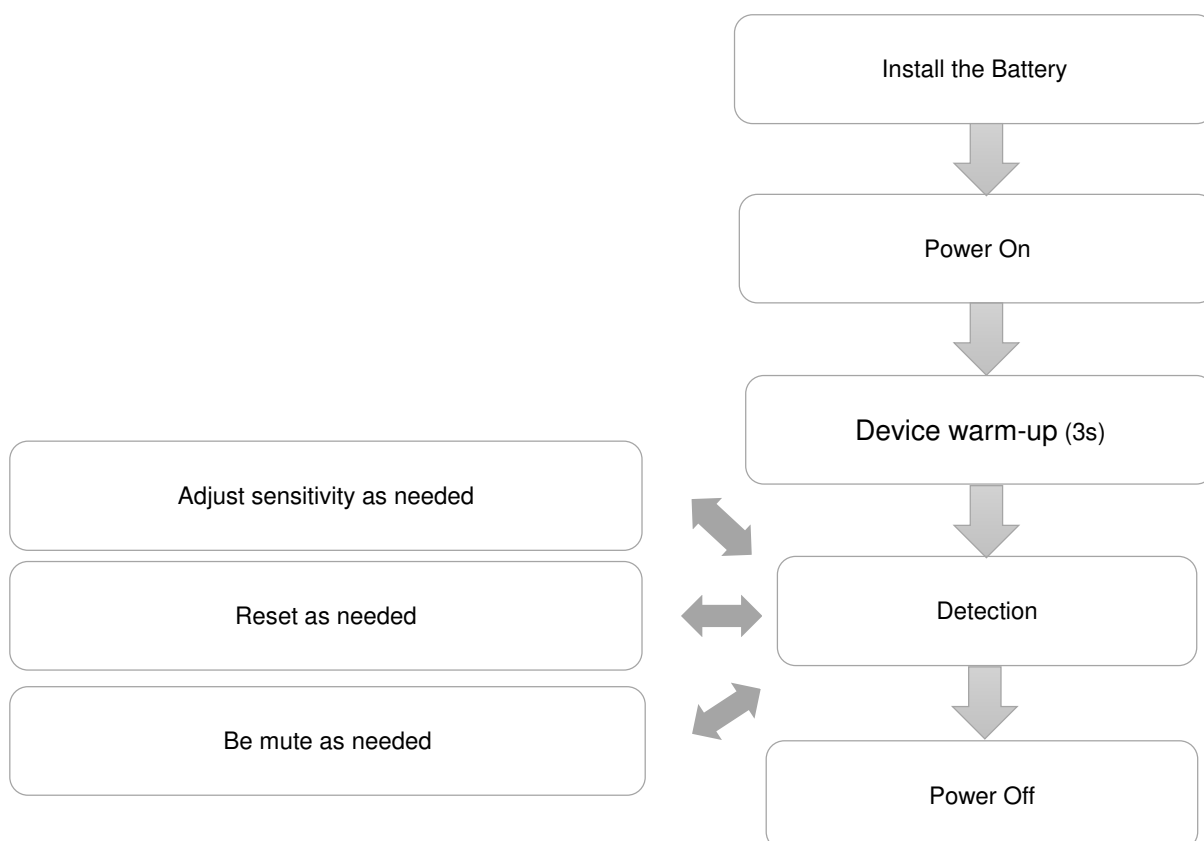 Install the Battery
Power On
Device warm-up (3s)
Adjust sensitivity as needed
Reset as needed
Detection
Be mute as needed
Power Off